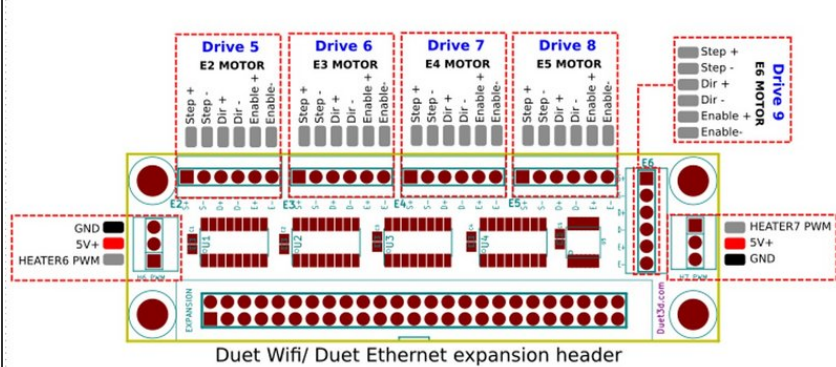 Drive 5
E2 MOTOR
Step +
Step -
Dir +
Dir -
Enable +
Enable-
Drive 6
E3 MOTOR
Step +
Step -
Dir +
Dir -
Enable +
Enable-
Drive 7
E4 MOTOR
Step +
Step -
Dir +
Dir -
Enable +
Enable-
Drive 8
E5 MOTOR
Step +
Step -
Dir +
Dir -
Enable +
Enable-
Drive 9
E6 MOTOR
Step +
Step -
Dir +
Dir -
Enable +
Enable-
E2
S-
D+
D-
E+
E-
E3
S-
D+
D-
E+
E-
E4
S-
D+
D-
E+
E-
E5
S-
D+
D-
E+
E-
E6
GND
5V+
HEATER6 PWM
U1
U2
U3
U4
HEATER7 PWM
5V+
GND
H7 PWM
EXPANSION
Duet3d.com
Duet Wifi/ Duet Ethernet expansion header